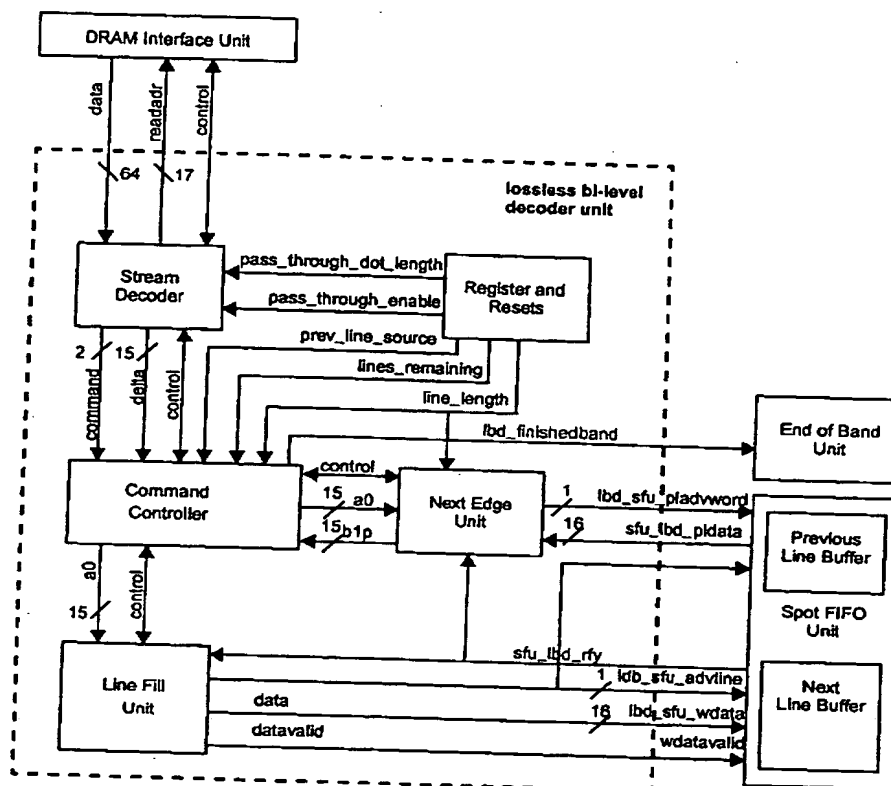 DRAM Interface Unit
data
readadr
control
64
17
lossless bi-level
decoder unit
Stream
Decoder
pass_through_dot_length
pass_through_enable
Register and
Resets
prev_line_source
lines_remaining
line_length
2
15
command
delta
control
lbd_finishedband
End of Band
Unit
Command
Controller
control
15
a0
15
b1p
Next Edge
Unit
1
lbd_sfu_pladvword
16
sfu_lbd_pldata
Previous
Line Buffer
Spot FIFO
Unit
a0
15
control
sfu_lbd_rfy
Line Fill
Unit
1
ldb_sfu_advline
data
16
lbd_sfu_wdata
datavalid
wdatavalid
Next
Line Buffer